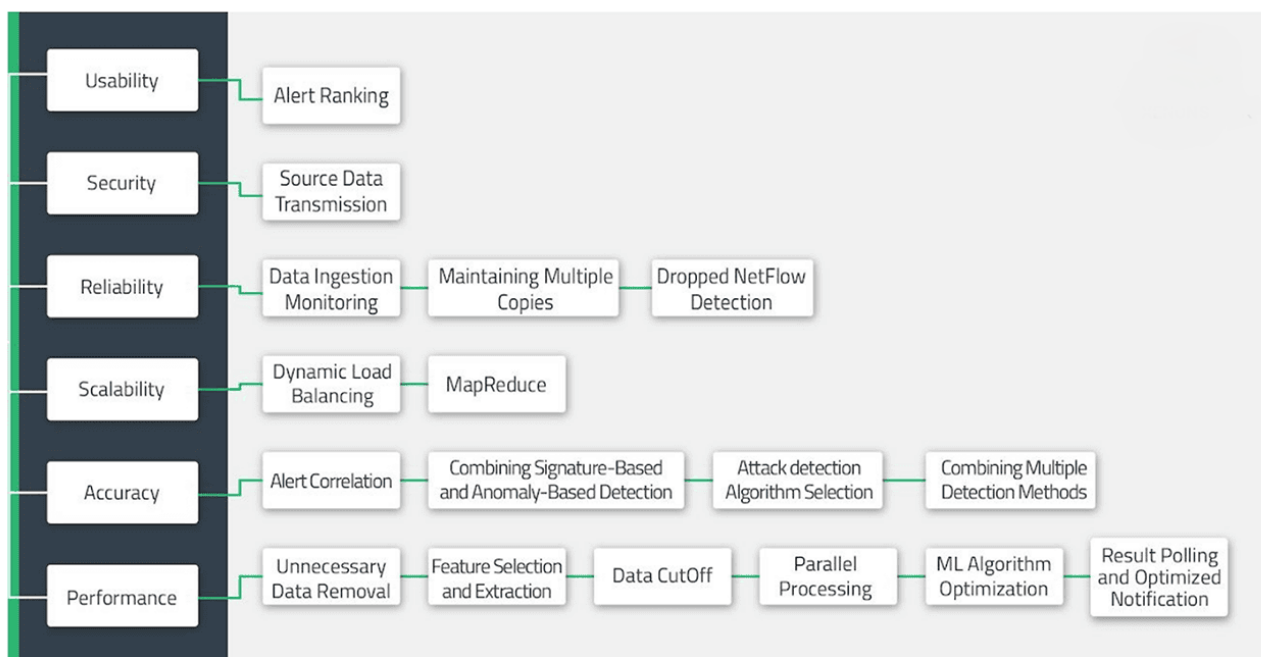 Usability
Alert Ranking
Security
Source Data
Transmission
Reliability
Data Ingestion
Monitoring
Maintaining Multiple
Copies
Dropped NetFlow
Detection
Scalability
Dynamic Load
Balancing
MapReduce
Accuracy
Alert Correlation
Combining Signature-Based
and Anomaly-Based Detection
Attack detection
Algorithm Selection
Combining Multiple
Detection Methods
Performance
Unnecessary
Data Removal
Feature Selection
and Extraction
Data CutOff
Parallel
Processing
ML Algorithm
Optimization
Result Polling
and Optimized
Notification